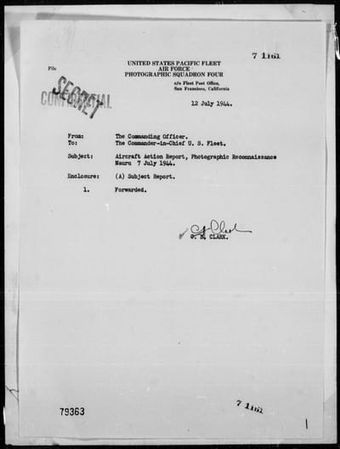 7 1161
UNITED STATES PACIFIC FLEET
AIR FORCE
PHOTOGRAPHIC SQUADRON FOUR
File
c/o Fleet Post Office,
San Francisco, California
SECRET
CONFIDENTIAL
12 July 1944.
From: The Commanding Officer.
To: The Commander-in-Chief U. S. Fleet.
Subject: Aircraft Action Report, Photographic Reconnaissance
Nauru 7 July 1944.
Enclosure: (A) Subject Report.
1. Forwarded.
CLARK.
79363
7 1161